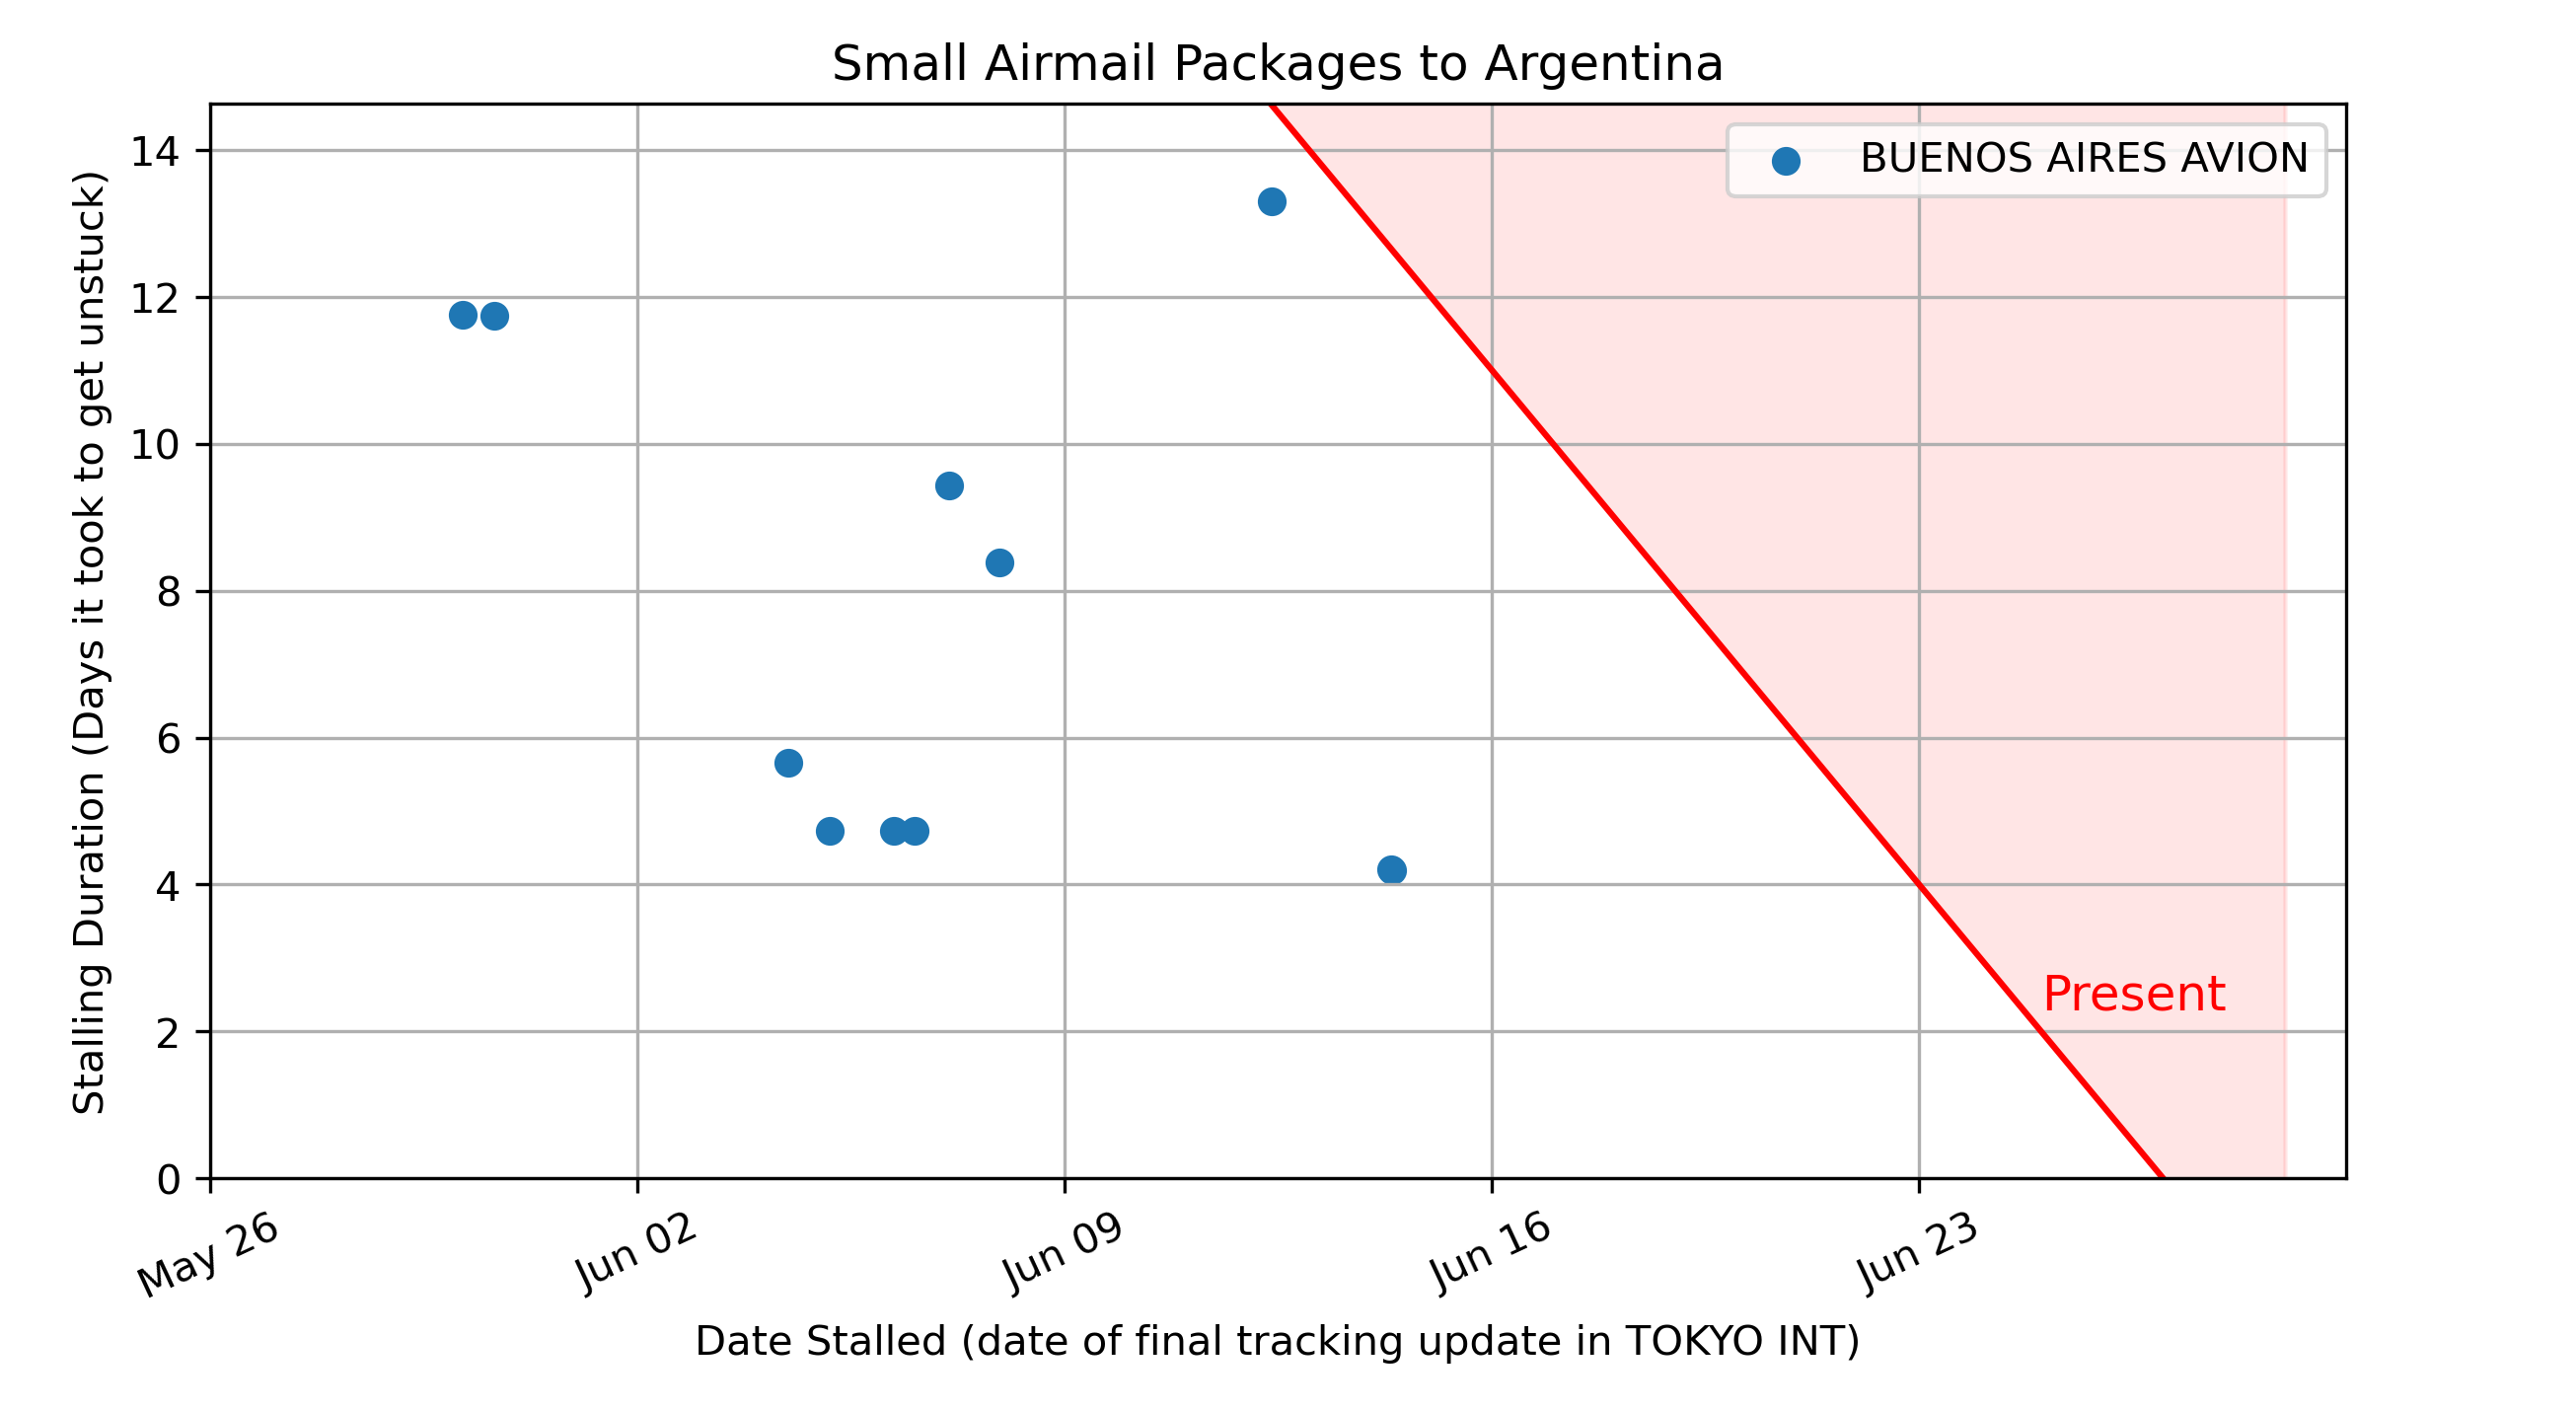 Small Airmail Packages to Argentina
BUENOS AIRES AVION
Stalling Duration (Days it took to get unstuck)
14
12
10
8
6
4
2
0
Present
May 26
Jun 02
Jun 09
Jun 16
Jun 23
Date Stalled (date of final tracking update in TOKYO INT)